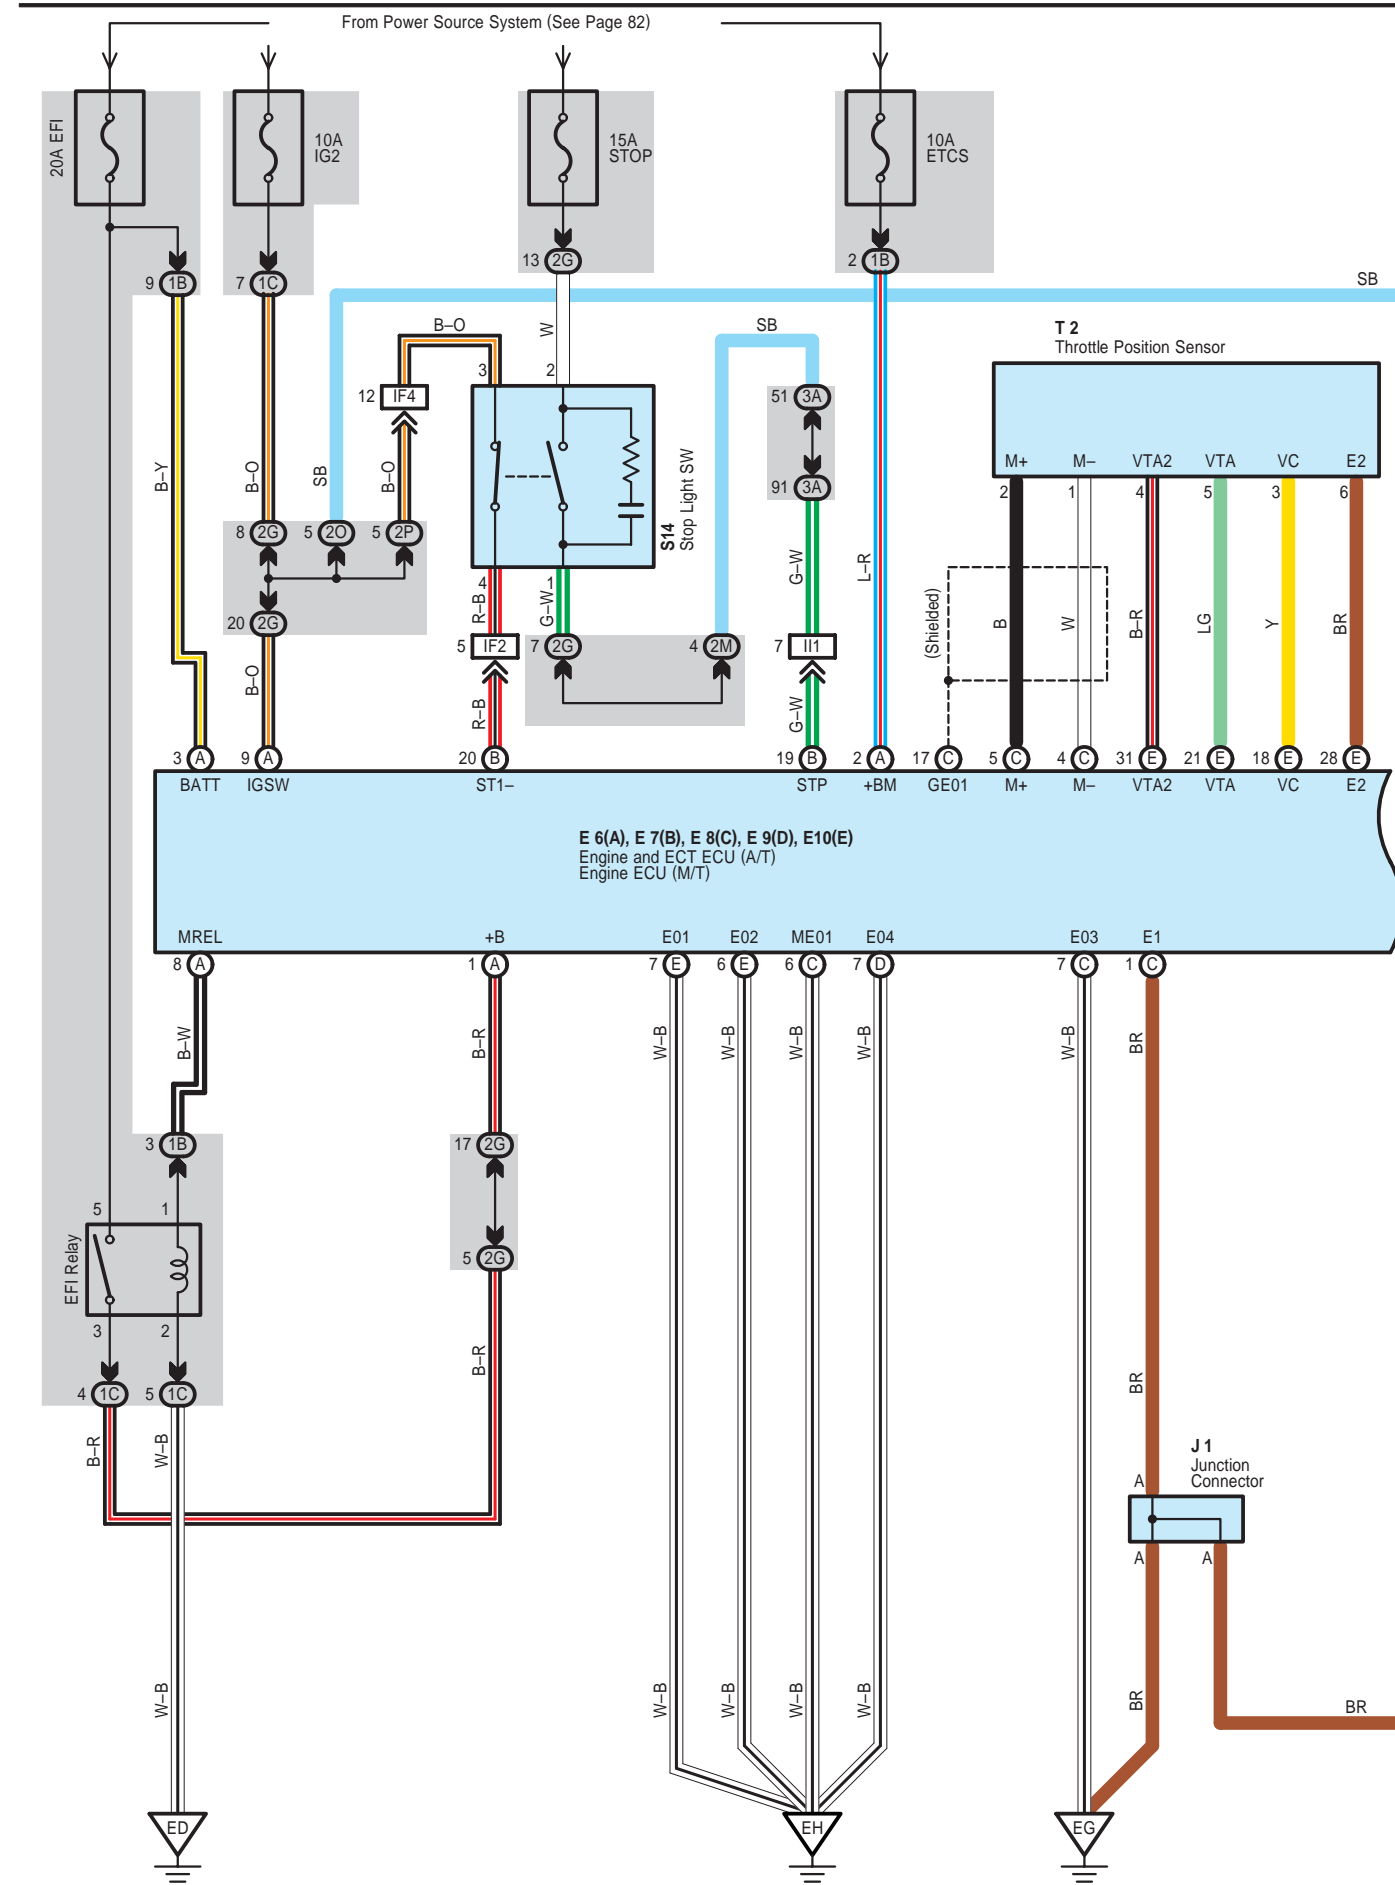 From Power Source System (See Page 82)
20A EFI
10A
IG2
15A
STOP
10A
ETCS
9 1B
7 1C
13 2G
2 1B
SB
B–O
W
SB
T 2
Throttle Position Sensor
3
2
12 IF4
51 3A
B–Y
B–O
SB
B–O
S14
Stop Light SW
91 3A
M+
M–
VTA2
VTA
VC
E2
2
1
4
5
3
6
8 2G
5 2O
5 2P
4
1
R–B
G–W
G–W
L–R
(Shielded)
B
W
B–R
LG
Y
BR
20 2G
5 IF2
7 2G
4 2M
7 II1
B–O
R–B
G–W
3 A
9 A
20 B
19 B
2 A
17 C
5 C
4 C
31 E
21 E
18 E
28 E
BATT
IGSW
ST1–
STP
+BM
GE01
M+
M–
VTA2
VTA
VC
E2
E 6(A), E 7(B), E 8(C), E 9(D), E10(E)
Engine and ECT ECU (A/T)
Engine ECU (M/T)
MREL
+B
E01
E02
ME01
E04
E03
E1
8 A
1 A
7 E
6 E
6 C
7 D
7 C
1 C
B–W
B–R
W–B
W–B
W–B
W–B
W–B
BR
3 1B
17 2G
5
1
EFI Relay
5 2G
3
2
B–R
4 1C
5 1C
BR
B–R
W–B
J 1
Junction
Connector
A
A
A
W–B
W–B
W–B
W–B
W–B
BR
BR
ED
EH
EG